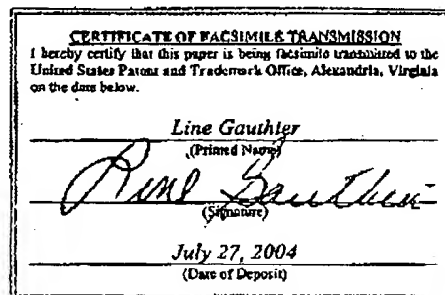 CERTIFICATE OF FACSIMILE TRANSMISSION
I hereby certify that this paper is being facsimile transmitted to the
United States Patent and Trademark Office, Alexandria, Virginia
on the date below.
Line Gauthier
(Printed Name)
Line Gauthier
(Signature)
July 27, 2004
(Date of Deposit)